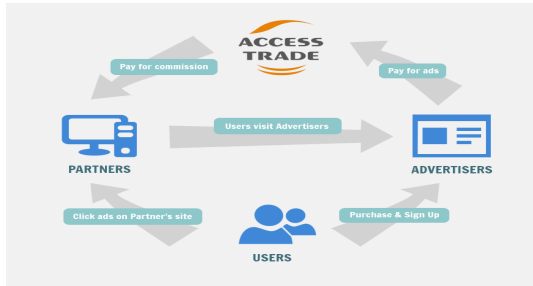 ACCESS
TRADE
Pay for commission
Pay for ads
Users visit Advertisers
PARTNERS
ADVERTISERS
Click ads on Partner's site
Purchase & Sign Up
USERS